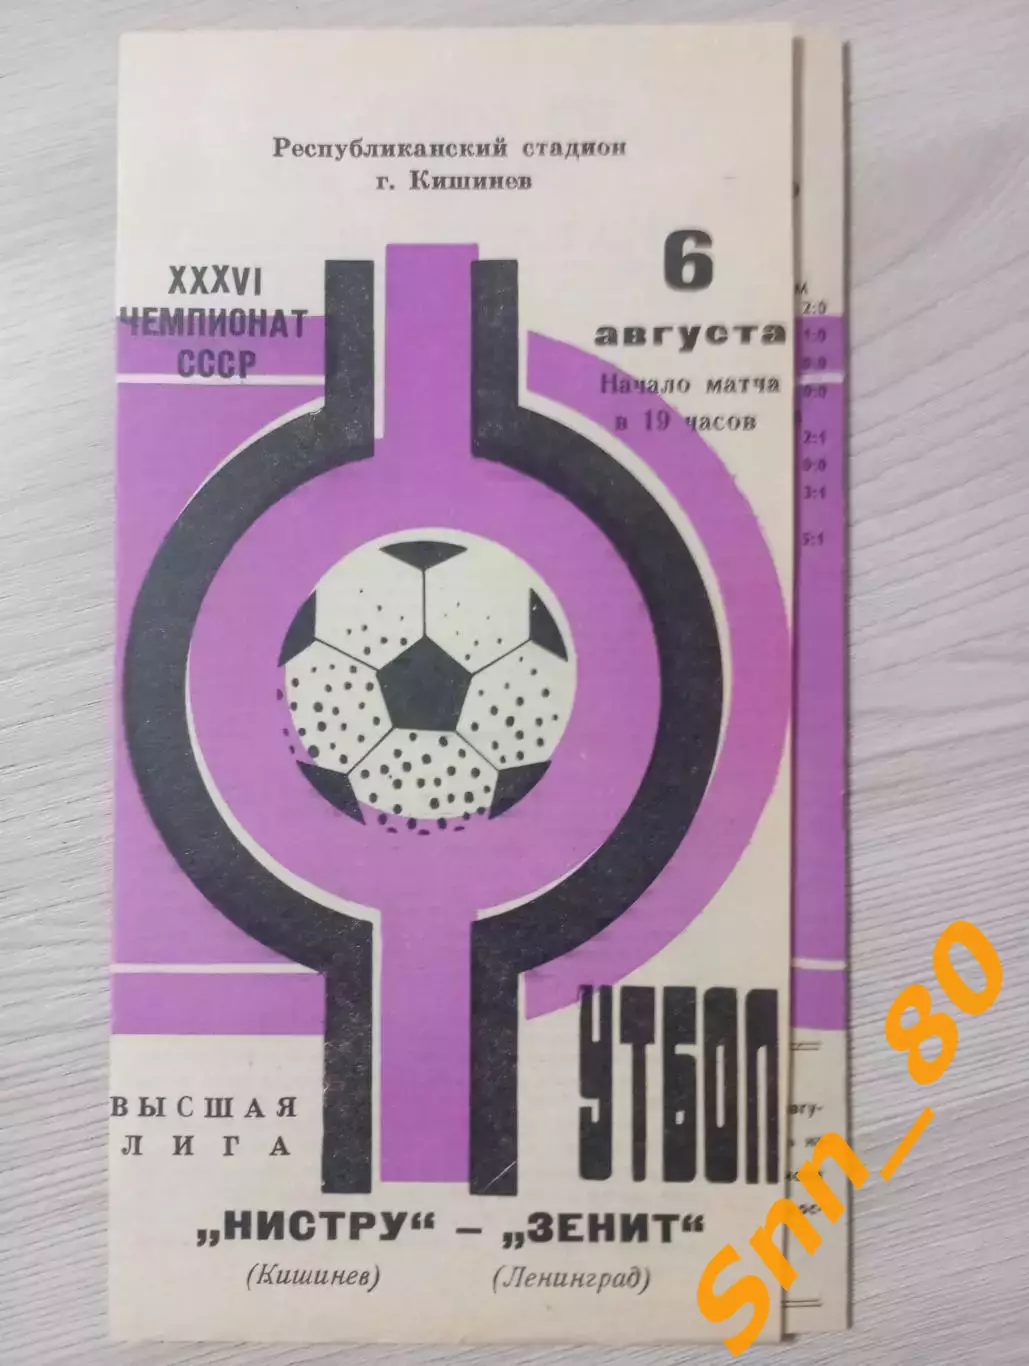 Республиканский стадион
г. Кишинев
XXXVI
ЧЕМПИОНАТ
СССР
6
августа
Начало матча
в 19 часов
2:0
1:0
0:0
0:0
2:1
0:0
3:1
5:1
УТБОЛ
ВЫСШАЯ
ЛИГА
„НИСТРУ“ — „ЗЕНИТ“
(Кишинев) (Ленинград)
Snn_80